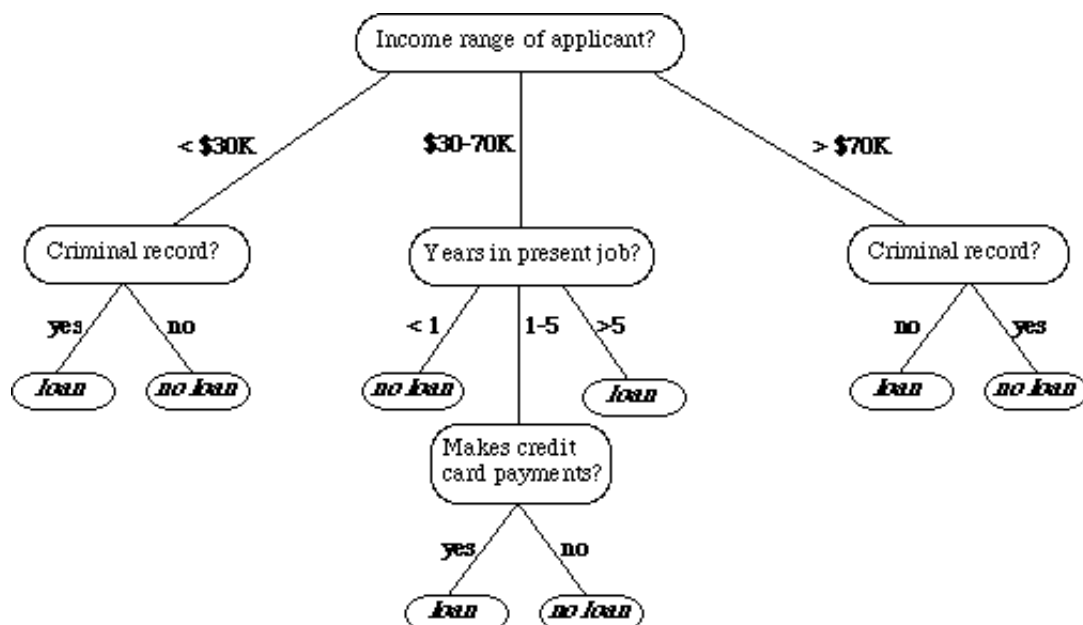 Income range of applicant?
< $30K
$30-70K
> $70K
Criminal record?
Years in present job?
Criminal record?
yes
no
< 1
1-5
>5
no
yes
loan
no loan
no loan
loan
loan
no loan
Makes credit
card payments?
yes
no
loan
no loan